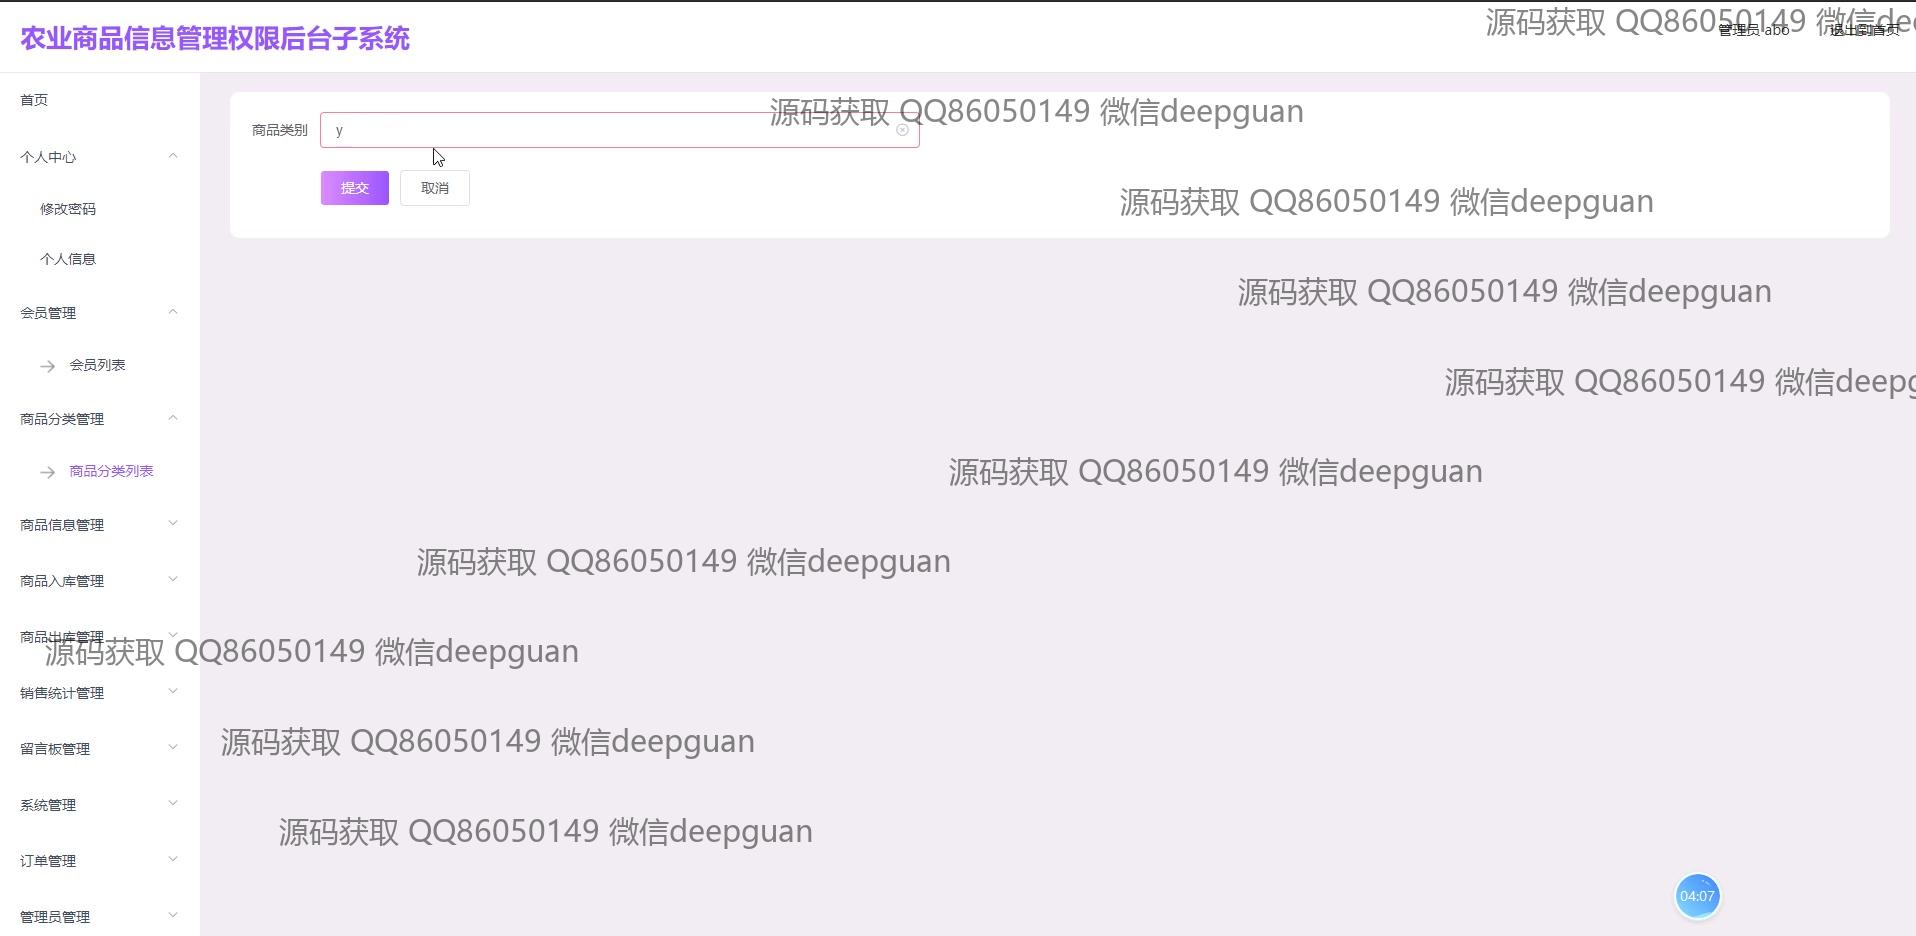 农业商品信息管理权限后台子系统
源码获取 QQ86050149 微信dee
管理员 abo
退出到首页
首页
商品类别
y
源码获取 QQ86050149 微信deepguan
个人中心
提交
取消
源码获取 QQ86050149 微信deepguan
修改密码
个人信息
源码获取 QQ86050149 微信deepguan
会员管理
会员列表
源码获取 QQ86050149 微信deepg
商品分类管理
商品分类列表
源码获取 QQ86050149 微信deepguan
商品信息管理
源码获取 QQ86050149 微信deepguan
商品入库管理
商品出库管理
源码获取 QQ86050149 微信deepguan
销售统计管理
源码获取 QQ86050149 微信deepguan
留言板管理
系统管理
源码获取 QQ86050149 微信deepguan
订单管理
04:07
管理员管理